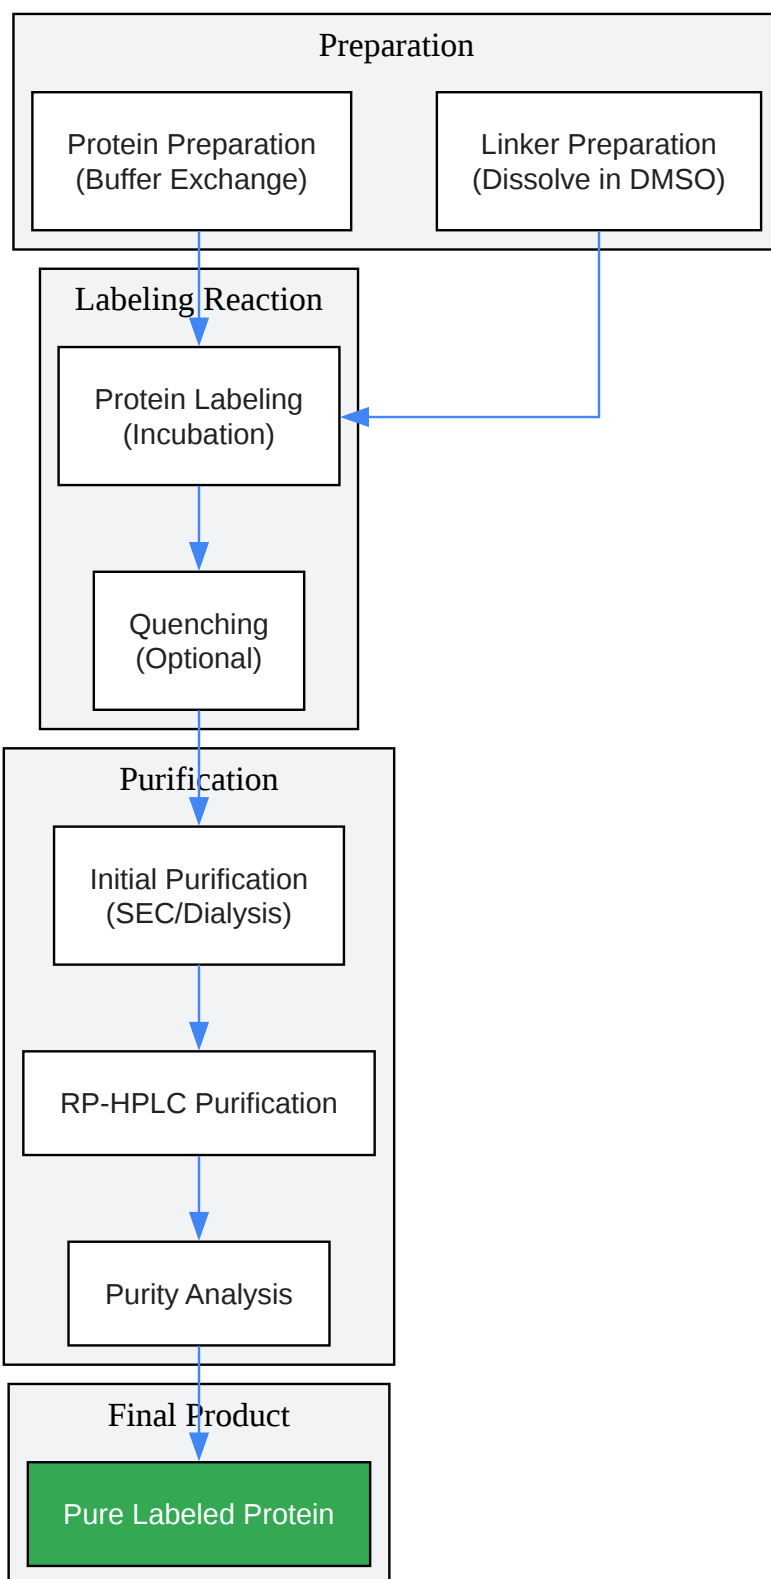 Preparation
Protein Preparation
(Buffer Exchange)
Linker Preparation
(Dissolve in DMSO)
Labeling Reaction
Protein Labeling
(Incubation)
Quenching
(Optional)
Purification
Initial Purification
(SEC/Dialysis)
RP-HPLC Purification
Purity Analysis
Final Product
Pure Labeled Protein